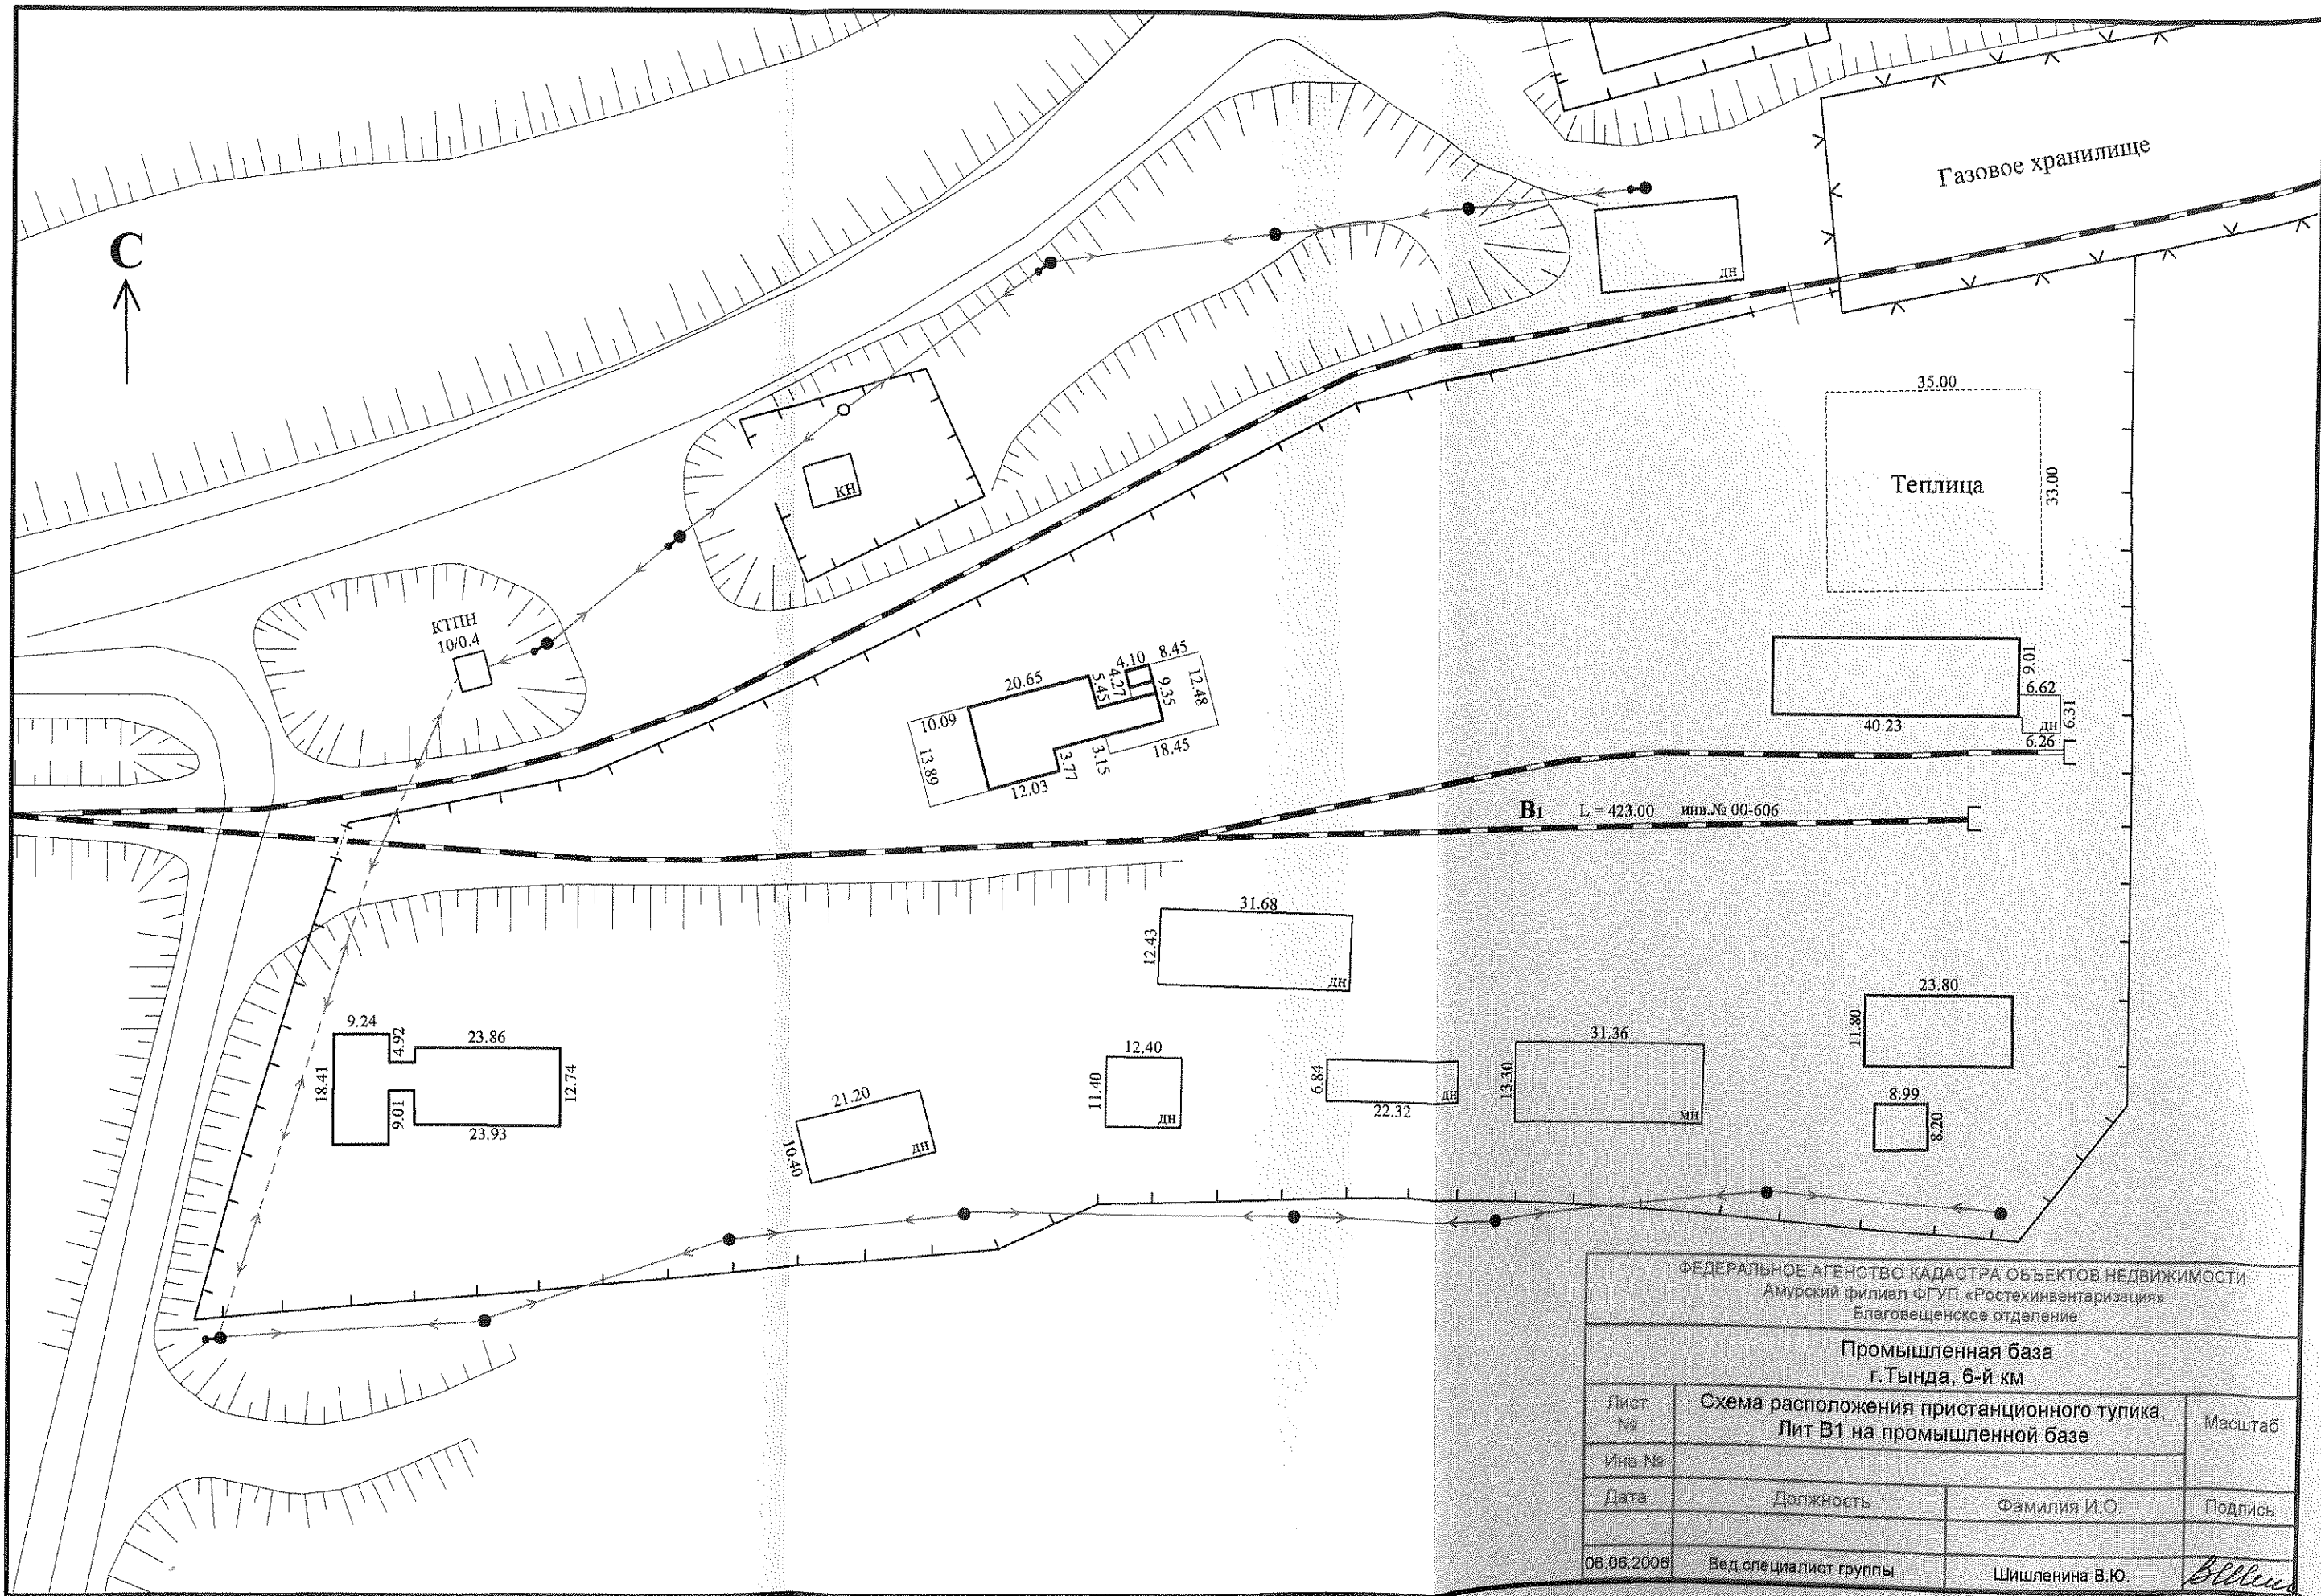 С
Газовое хранилище
дн
35.00
Теплица
33.00
кн
КТПН
10/0.4
4.10
8.45
20.65
5.45
4.27
9.35
12.48
10.09
13.89
12.03
3.77
3.15
18.45
9.01
6.62
40.23
дн
6.31
6.26
В1 L = 423.00 инв.№ 00-606
31.68
12.43
дн
9.24
4.92
23.86
18.41
12.74
9.01
23.93
21.20
10.40
дн
12.40
11.40
дн
6.84
дн
22.32
31.36
13.30
мн
23.80
11.80
8.99
8.20
ФЕДЕРАЛЬНОЕ АГЕНСТВО КАДАСТРА ОБЪЕКТОВ НЕДВИЖИМОСТИ
Амурский филиал ФГУП «Ростехинвентаризация»
Благовещенское отделение
Промышленная база
г.Тында, 6-й км
Лист
№
Схема расположения пристанционного тупика,
Лит В1 на промышленной базе
Масштаб
Инв.№
Дата Должность Фамилия И.О. Подпись
06.06.2006 Вед.специалист группы Шишленина В.Ю.